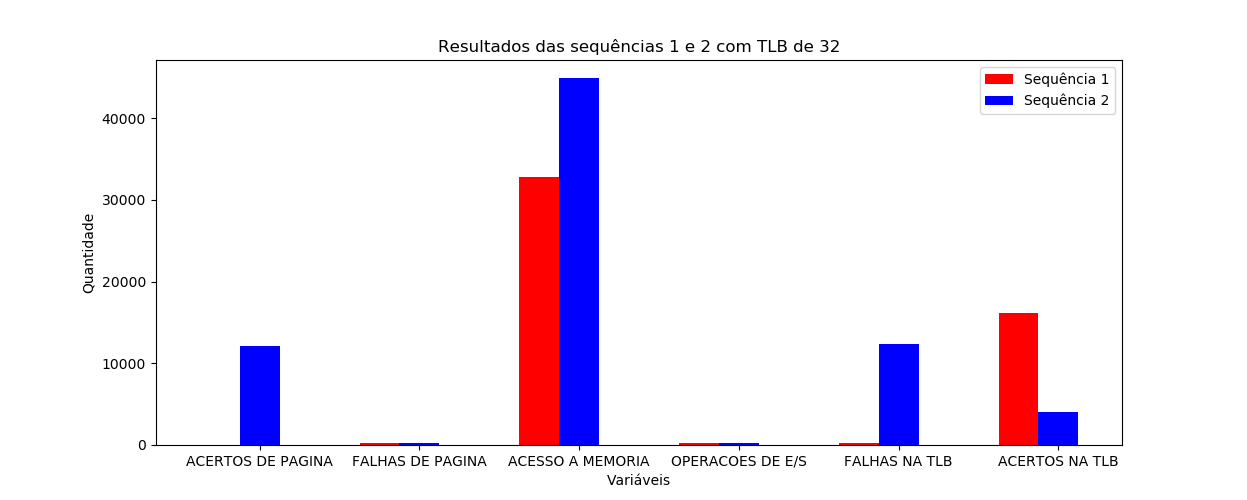 Resultados das sequências 1 e 2 com TLB de 32
Sequência 1
Sequência 2
Quantidade
40000
30000
20000
10000
0
ACERTOS DE PAGINA
FALHAS DE PAGINA
ACESSO A MEMORIA
OPERACOES DE E/S
FALHAS NA TLB
ACERTOS NA TLB
Variáveis